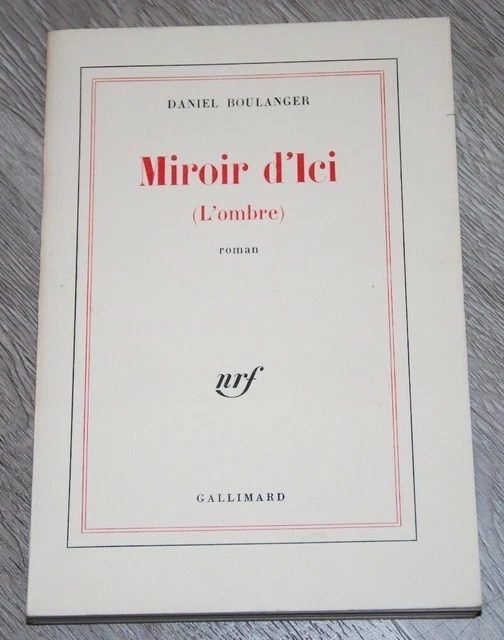 DANIEL BOULANGER
Miroir d'Ici
(L'ombre)
roman
nrf
GALLIMARD